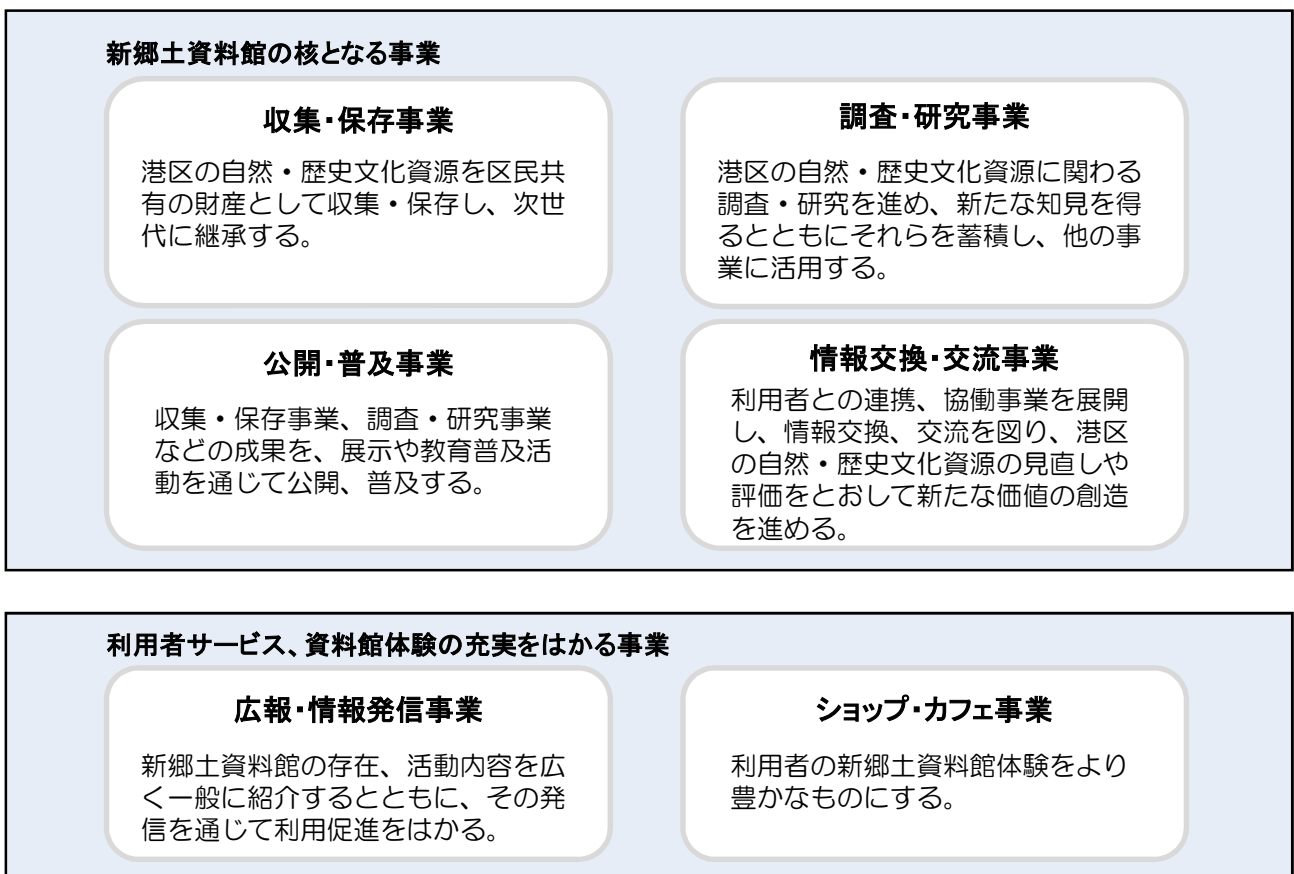 新郷土資料館の核となる事業
収集・保存事業
港区の自然・歴史文化資源を区民共
有の財産として収集・保存し、次世
代に継承する。
調査・研究事業
港区の自然・歴史文化資源に関わる
調査・研究を進め、新たな知見を得
るとともにそれらを蓄積し、他の事
業に活用する。
公開・普及事業
収集・保存事業、調査・研究事業
などの成果を、展示や教育普及活
動を通じて公開、普及する。
情報交換・交流事業
利用者との連携、協働事業を展開
し、情報交換、交流を図り、港区
の自然・歴史文化資源の見直しや
評価をとおして新たな価値の創造
を進める。
利用者サービス、資料館体験の充実をはかる事業
広報・情報発信事業
新郷土資料館の存在、活動内容を広
く一般に紹介するとともに、その発
信を通じて利用促進をはかる。
ショップ・カフェ事業
利用者の新郷土資料館体験をより
豊かなものにする。